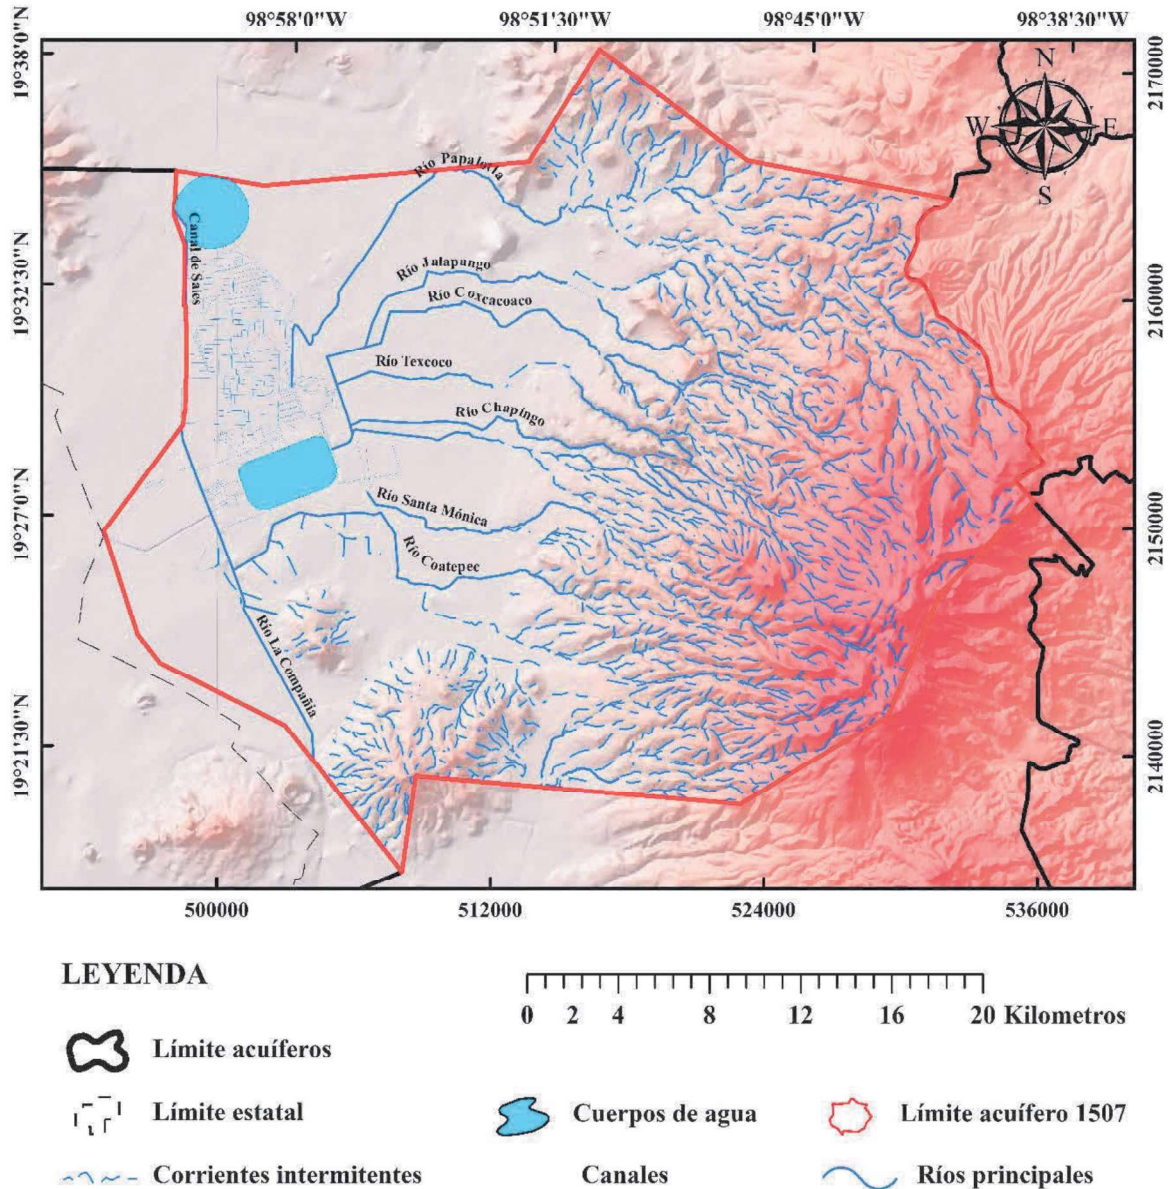 98°58'0"W 98°51'30"W 98°45'0"W 98°38'30"W
19°38'0"N
2170000
N
W E
S
Río Papalotla
Canal de Sales
19°32'30"N
Río Jalapango
2160000
Río Coxcacoaco
Río Texcoco
Río Chapingo
19°27'0"N
Río Santa Mónica
2150000
Río Coatepec
Río La Compañia
19°21'30"N
2140000
500000 512000 524000 536000
LEYENDA
0 2 4 8 12 16 20 Kilometros
Límite acuíferos
Límite estatal
Cuerpos de agua
Límite acuífero 1507
Corrientes intermitentes
Canales
Ríos principales